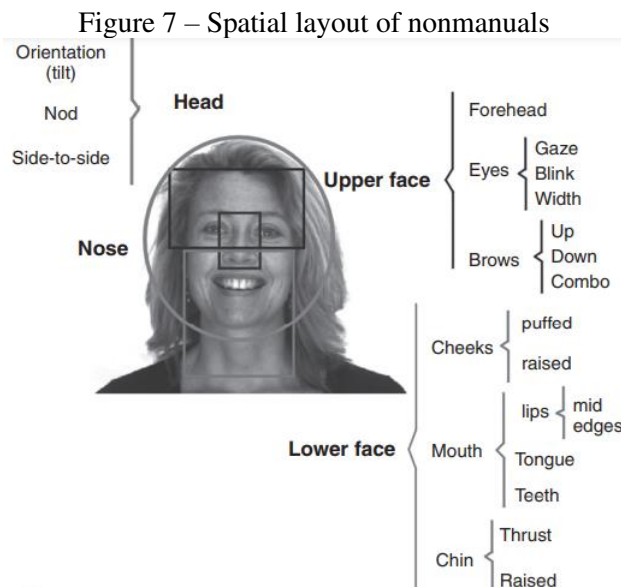 Figure 7 – Spatial layout of nonmanuals
Orientation
(tilt)
Nod
Side-to-side
Head
Nose
Upper face
Forehead
Eyes
Gaze
Blink
Width
Brows
Up
Down
Combo
Lower face
Cheeks
puffed
raised
Mouth
lips
mid
edges
Tongue
Teeth
Chin
Thrust
Raised